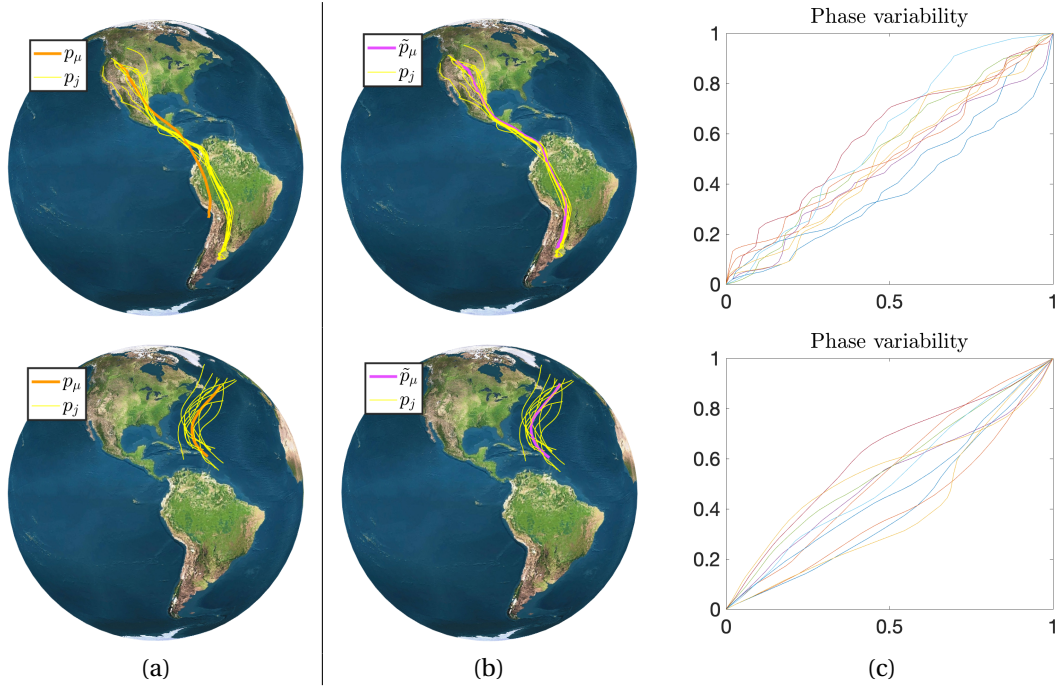 p_μ
p_j
p̃_μ
p_j
Phase variability
1
0.8
0.6
0.4
0.2
0
0
0.5
1
p_μ
p_j
p̃_μ
p_j
Phase variability
1
0.8
0.6
0.4
0.2
0
0
0.5
1
(a)
(b)
(c)